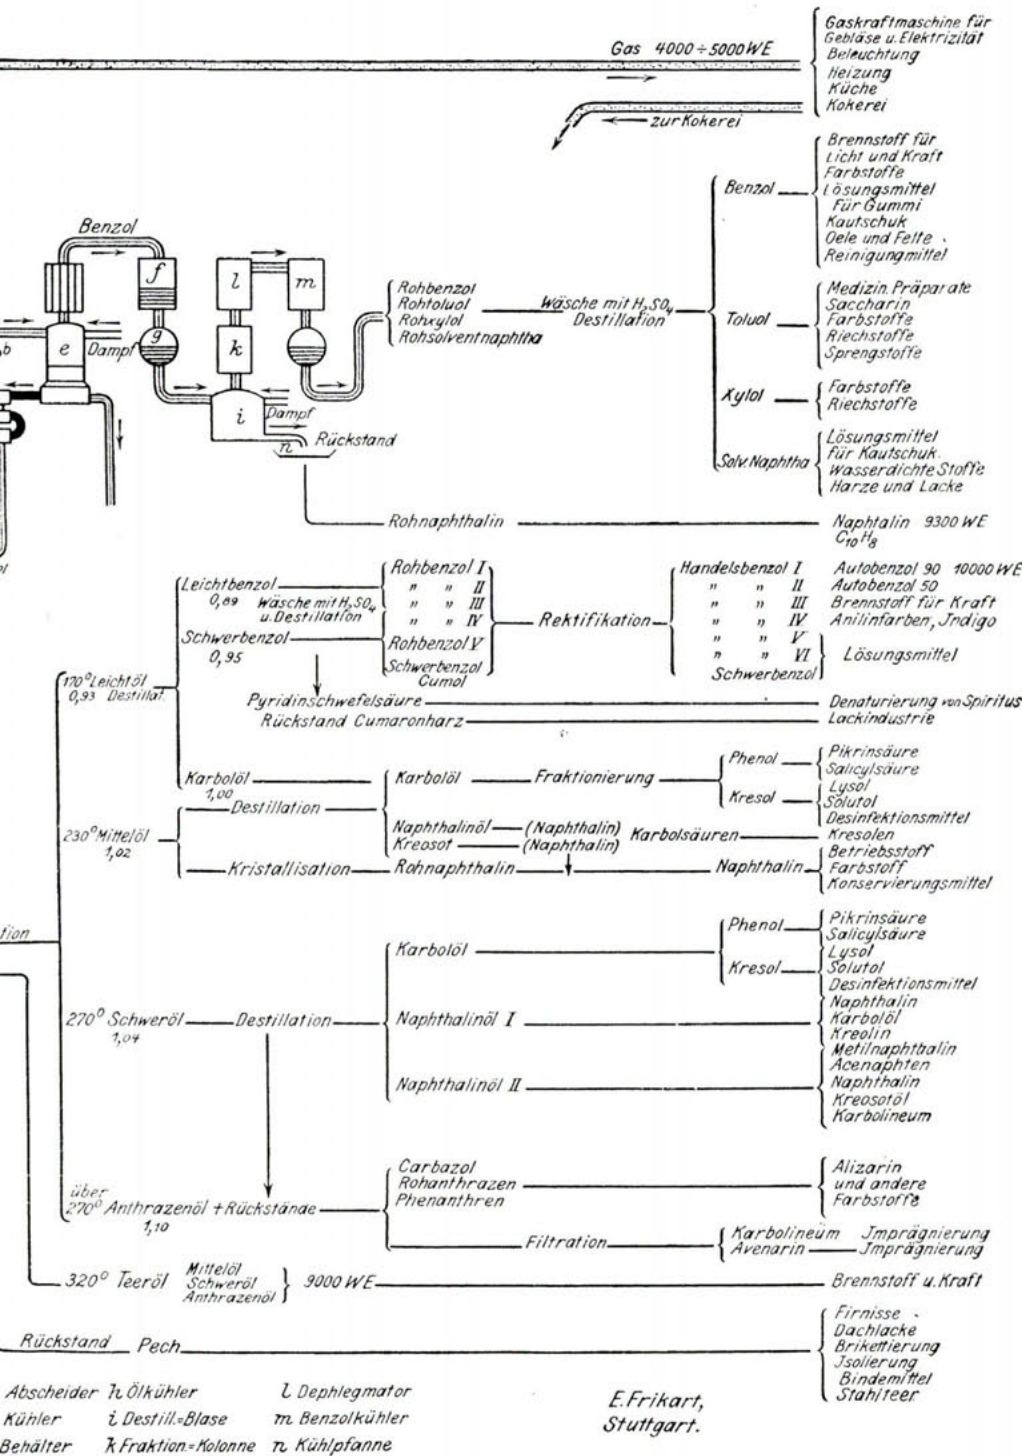 Gas 4000÷5000 WE
Gaskraftmaschine für
Gebläse u. Elektrizität
Beleuchtung
Heizung
Küche
Kokerei
zur Kokerei
Benzol
f
g
e
b
Dampf
l
m
k
i
Dampf
n
Rückstand
Rohbenzol
Rohtoluol
Rohxylol
Rohsolventnaphtha
Wäsche mit H₂SO₄
Destillation
Benzol
Brennstoff für
Licht und Kraft
Farbstoffe
Lösungsmittel
für Gummi
Kautschuk
Oele und Fette
Reinigungmittel
Toluol
Medizin. Präparate
Saccharin
Farbstoffe
Riechstoffe
Sprengstoffe
Xylol
Farbstoffe
Riechstoffe
Solv. Naphtha
Lösungsmittel
für Kautschuk.
Wasserdichte Stoffe
Harze und Lacke
Rohnaphthalin
Naphtalin 9300 WE
C₁₀H₈
170° Leichtöl
0,93 Destillat.
Leichtbenzol
0,89
Wäsche mit H₂SO₄
u. Destillation
Schwerbenzol
0,95
Rohbenzol I
" " II
" " III
" " IV
Rohbenzol V
Schwerbenzol
Cumol
Rektifikation
Handelsbenzol I
" " II
" " III
" " IV
" " V
" " VI
Schwerbenzol
Autobenzol 90 10000 WE
Autobenzol 50
Brennstoff für Kraft
Anilinfarben, Jndigo
Lösungsmittel
Pyridinschwefelsäure
Denaturierung von Spiritus
Rückstand Cumaronharz
Lackindustrie
Karbolöl
1,00
Karbolöl
Fraktionierung
Phenol
Pikrinsäure
Salicylsäure
Kresol
Lysol
Solutol
Desinfektionsmittel
230° Mittelöl
1,02
Destillation
Naphthalinöl (Naphthalin)
Kreosot (Naphthalin)
Karbolsäuren
Kresolen
Kristallisation
Rohnaphthalin
Naphthalin
Betriebsstoff
Farbstoff
Konservierungsmittel
tion
Karbolöl
Phenol
Pikrinsäure
Salicylsäure
Kresol
Lysol
Solutol
Desinfektionsmittel
270° Schweröl
1,04
Destillation
Naphthalinöl I
Naphthalin
Karbolöl
Kreolin
Naphthalinöl II
Metilnaphthalin
Acenaphten
Naphthalin
Kreosotöl
Karbolineum
über
270° Anthrazenöl + Rückstände
1,10
Carbazol
Rohanthrazen
Phenanthren
Alizarin
und andere
Farbstoffe
Filtration
Karbolineum Jmprägnierung
Avenarin Jmprägnierung
320° Teeröl
Mittelöl
Schweröl
Anthrazenöl
9000 WE
Brennstoff u. Kraft
Rückstand Pech
Firnisse
Dachlacke
Brikettierung
Jsolierung
Bindemittel
Stahlteer
Abscheider h Ölkühler l Dephlegmator
Kühler i Destill.=Blase m Benzolkühler
Behälter k Fraktion=Kolonne n Kühlpfanne
E. Frikart,
Stuttgart.